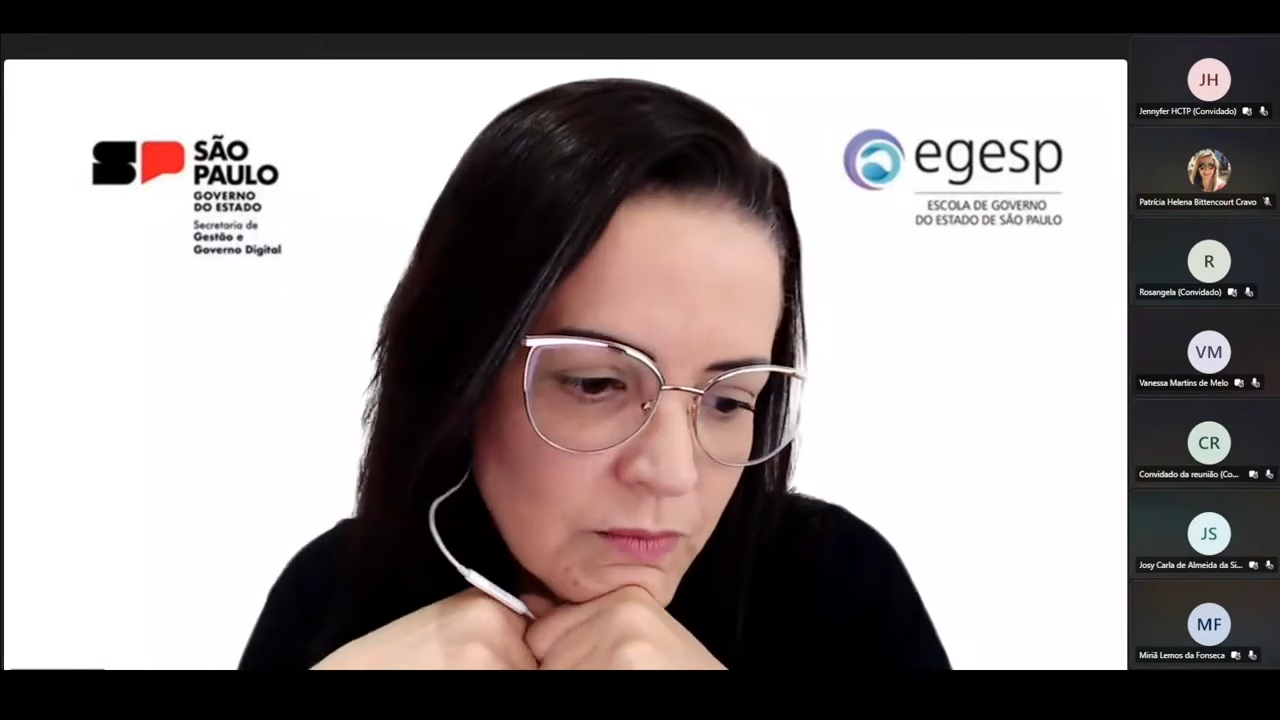 SÃO
PAULO
GOVERNO
DO ESTADO
Secretaria de
Gestão e
Governo Digital
egesp
ESCOLA DE GOVERNO
DO ESTADO DE SÃO PAULO
JH
Jennyfer HCTP (Convidado)
Patrícia Helena Bittencourt Cravo
R
Rosangela (Convidado)
VM
Vanessa Martins de Melo
CR
Convidado da reunião (Co...
JS
Josy Carla de Almeida da Si...
MF
Miriã Lemos da Fonseca